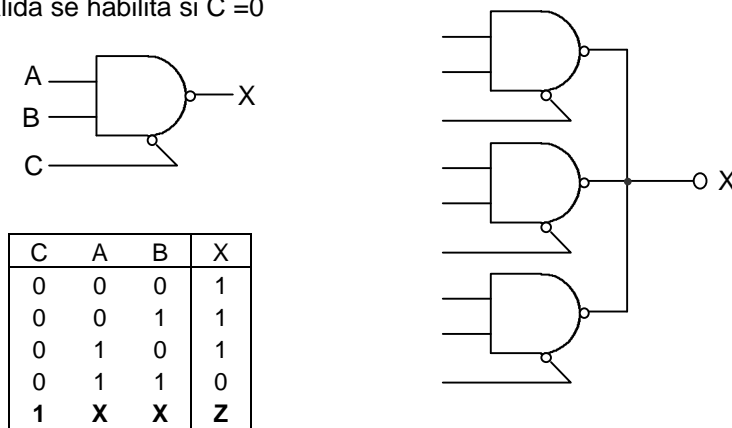 se habilita si C =0
A
B
C
X
X
C A B X
0 0 0 1
0 0 1 1
0 1 0 1
0 1 1 0
1 X X Z